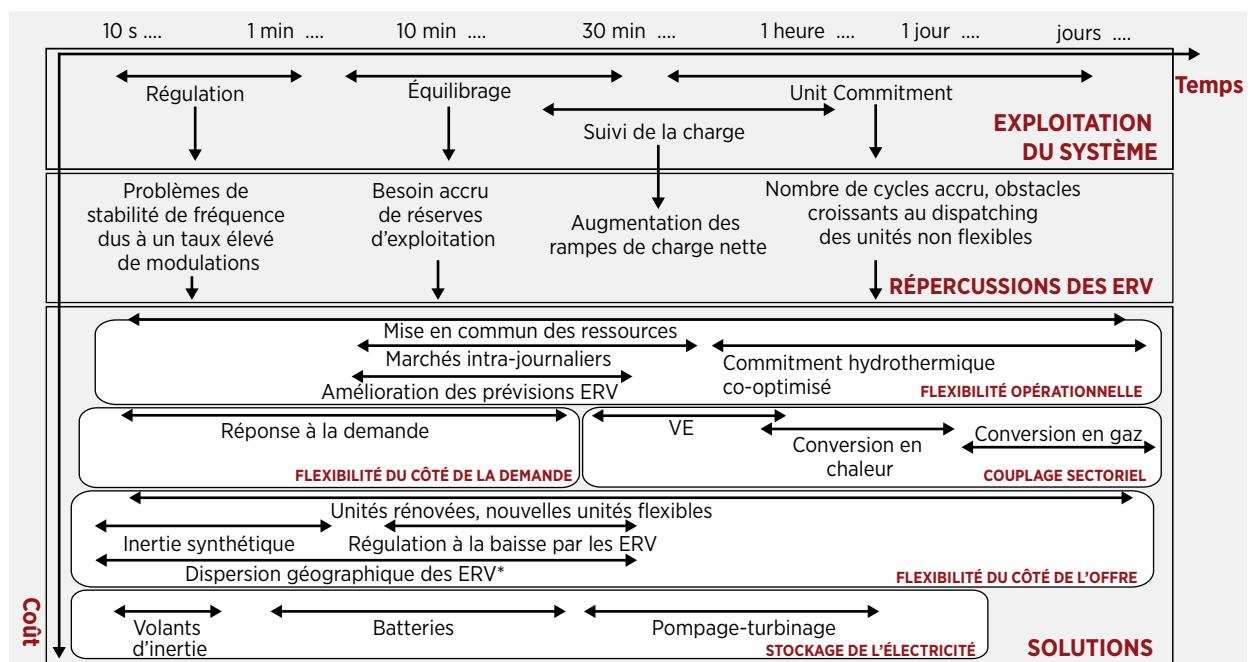 10 s ....
1 min ....
10 min ....
30 min ....
1 heure ....
1 jour ....
jours ....
Temps
Régulation
Équilibrage
Unit Commitment
Suivi de la charge
EXPLOITATION
DU SYSTÈME
Problèmes de
stabilité de fréquence
dus à un taux élevé
de modulations
Besoin accru
de réserves
d'exploitation
Augmentation des
rampes de charge nette
Nombre de cycles accru, obstacles
croissants au dispatching
des unités non flexibles
RÉPERCUSSIONS DES ERV
Mise en commun des ressources
Marchés intra-journaliers
Amélioration des prévisions ERV
Commitment hydrothermique
co-optimisé
FLEXIBILITÉ OPÉRATIONNELLE
Réponse à la demande
FLEXIBILITÉ DU CÔTÉ DE LA DEMANDE
VE
Conversion en
chaleur
Conversion en gaz
COUPLAGE SECTORIEL
Unités rénovées, nouvelles unités flexibles
Inertie synthétique
Régulation à la baisse par les ERV
Dispersion géographique des ERV*
FLEXIBILITÉ DU CÔTÉ DE L'OFFRE
Coût
Volants
d'inertie
Batteries
Pompage-turbinage
STOCKAGE DE L'ÉLECTRICITÉ
SOLUTIONS